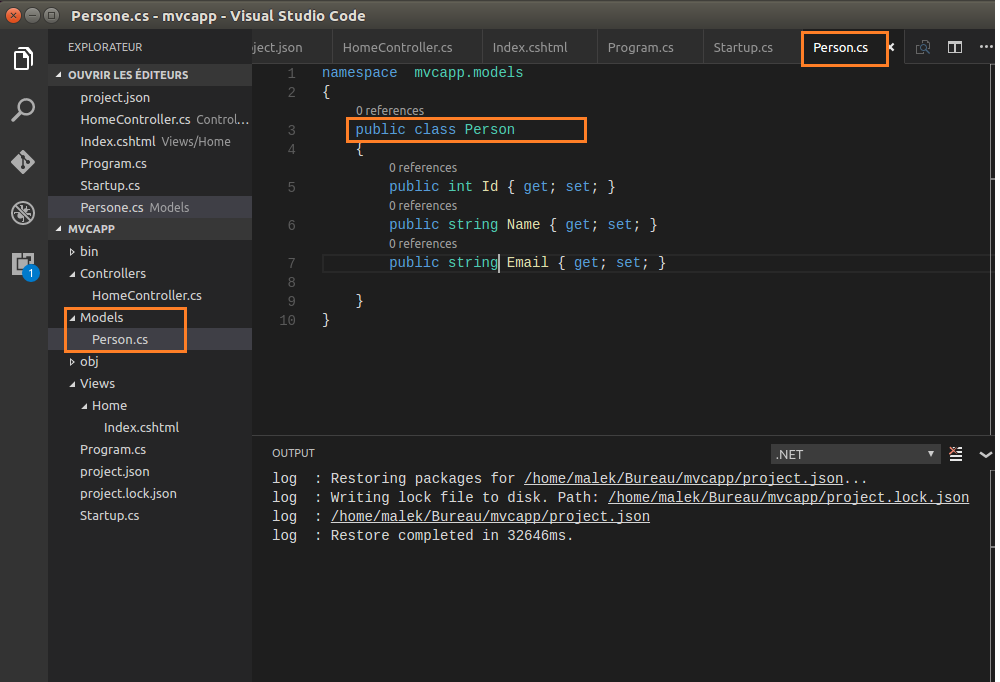 Persone.cs - mvcapp - Visual Studio Code
EXPLORATEUR
OUVRIR LES ÉDITEURS
project.json
HomeController.cs Control...
Index.cshtml Views/Home
Program.cs
Startup.cs
Persone.cs Models
MVCAPP
bin
Controllers
HomeController.cs
Models
Person.cs
obj
Views
Home
Index.cshtml
Program.cs
project.json
project.lock.json
Startup.cs
1
ject.json HomeController.cs Index.cshtml Program.cs Startup.cs Person.cs
1 namespace mvcapp.models
2 {
0 references
3 public class Person
4 {
0 references
5 public int Id { get; set; }
0 references
6 public string Name { get; set; }
0 references
7 public string Email { get; set; }
8
9 }
10 }
OUTPUT .NET
log : Restoring packages for /home/malek/Bureau/mvcapp/project.json...
log : Writing lock file to disk. Path: /home/malek/Bureau/mvcapp/project.lock.json
log : /home/malek/Bureau/mvcapp/project.json
log : Restore completed in 32646ms.